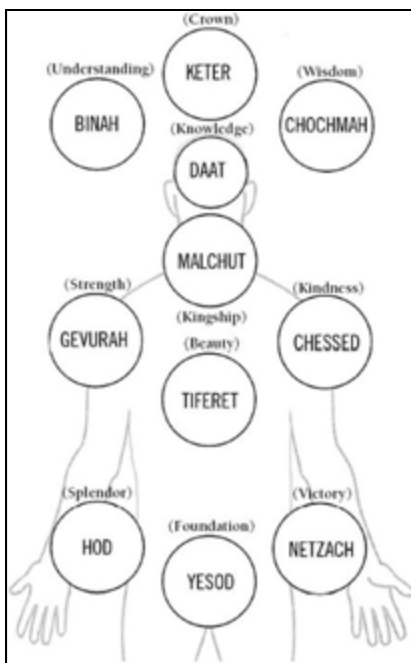 (Crown)
KETER
(Understanding)
BINAH
(Wisdom)
CHOCHMAH
(Knowledge)
DAAT
MALCHUT
(Kingship)
(Strength)
GEVURAH
(Kindness)
CHESSED
(Beauty)
TIFERET
(Splendor)
HOD
(Victory)
NETZACH
(Foundation)
YESOD